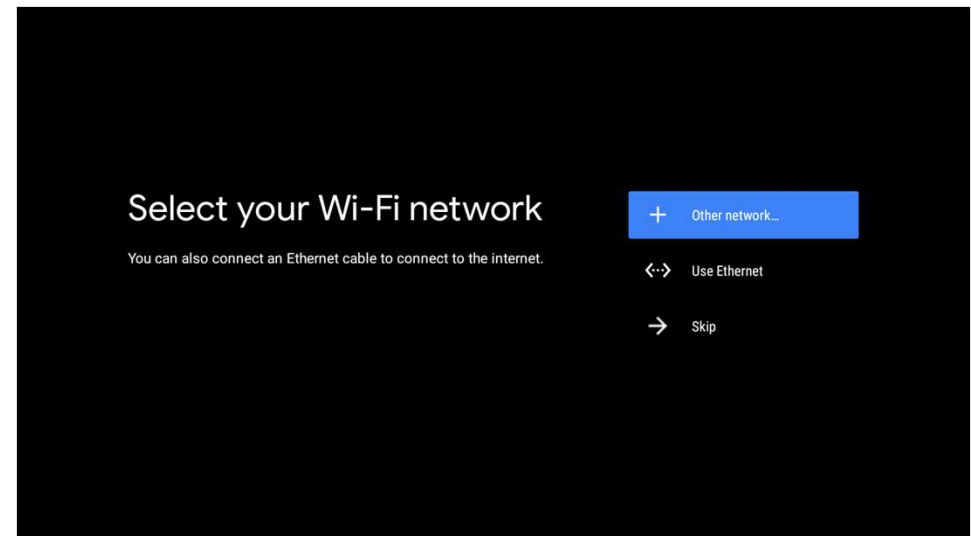 Select your Wi-Fi network
You can also connect an Ethernet cable to connect to the internet.
Other network...
Use Ethernet
Skip